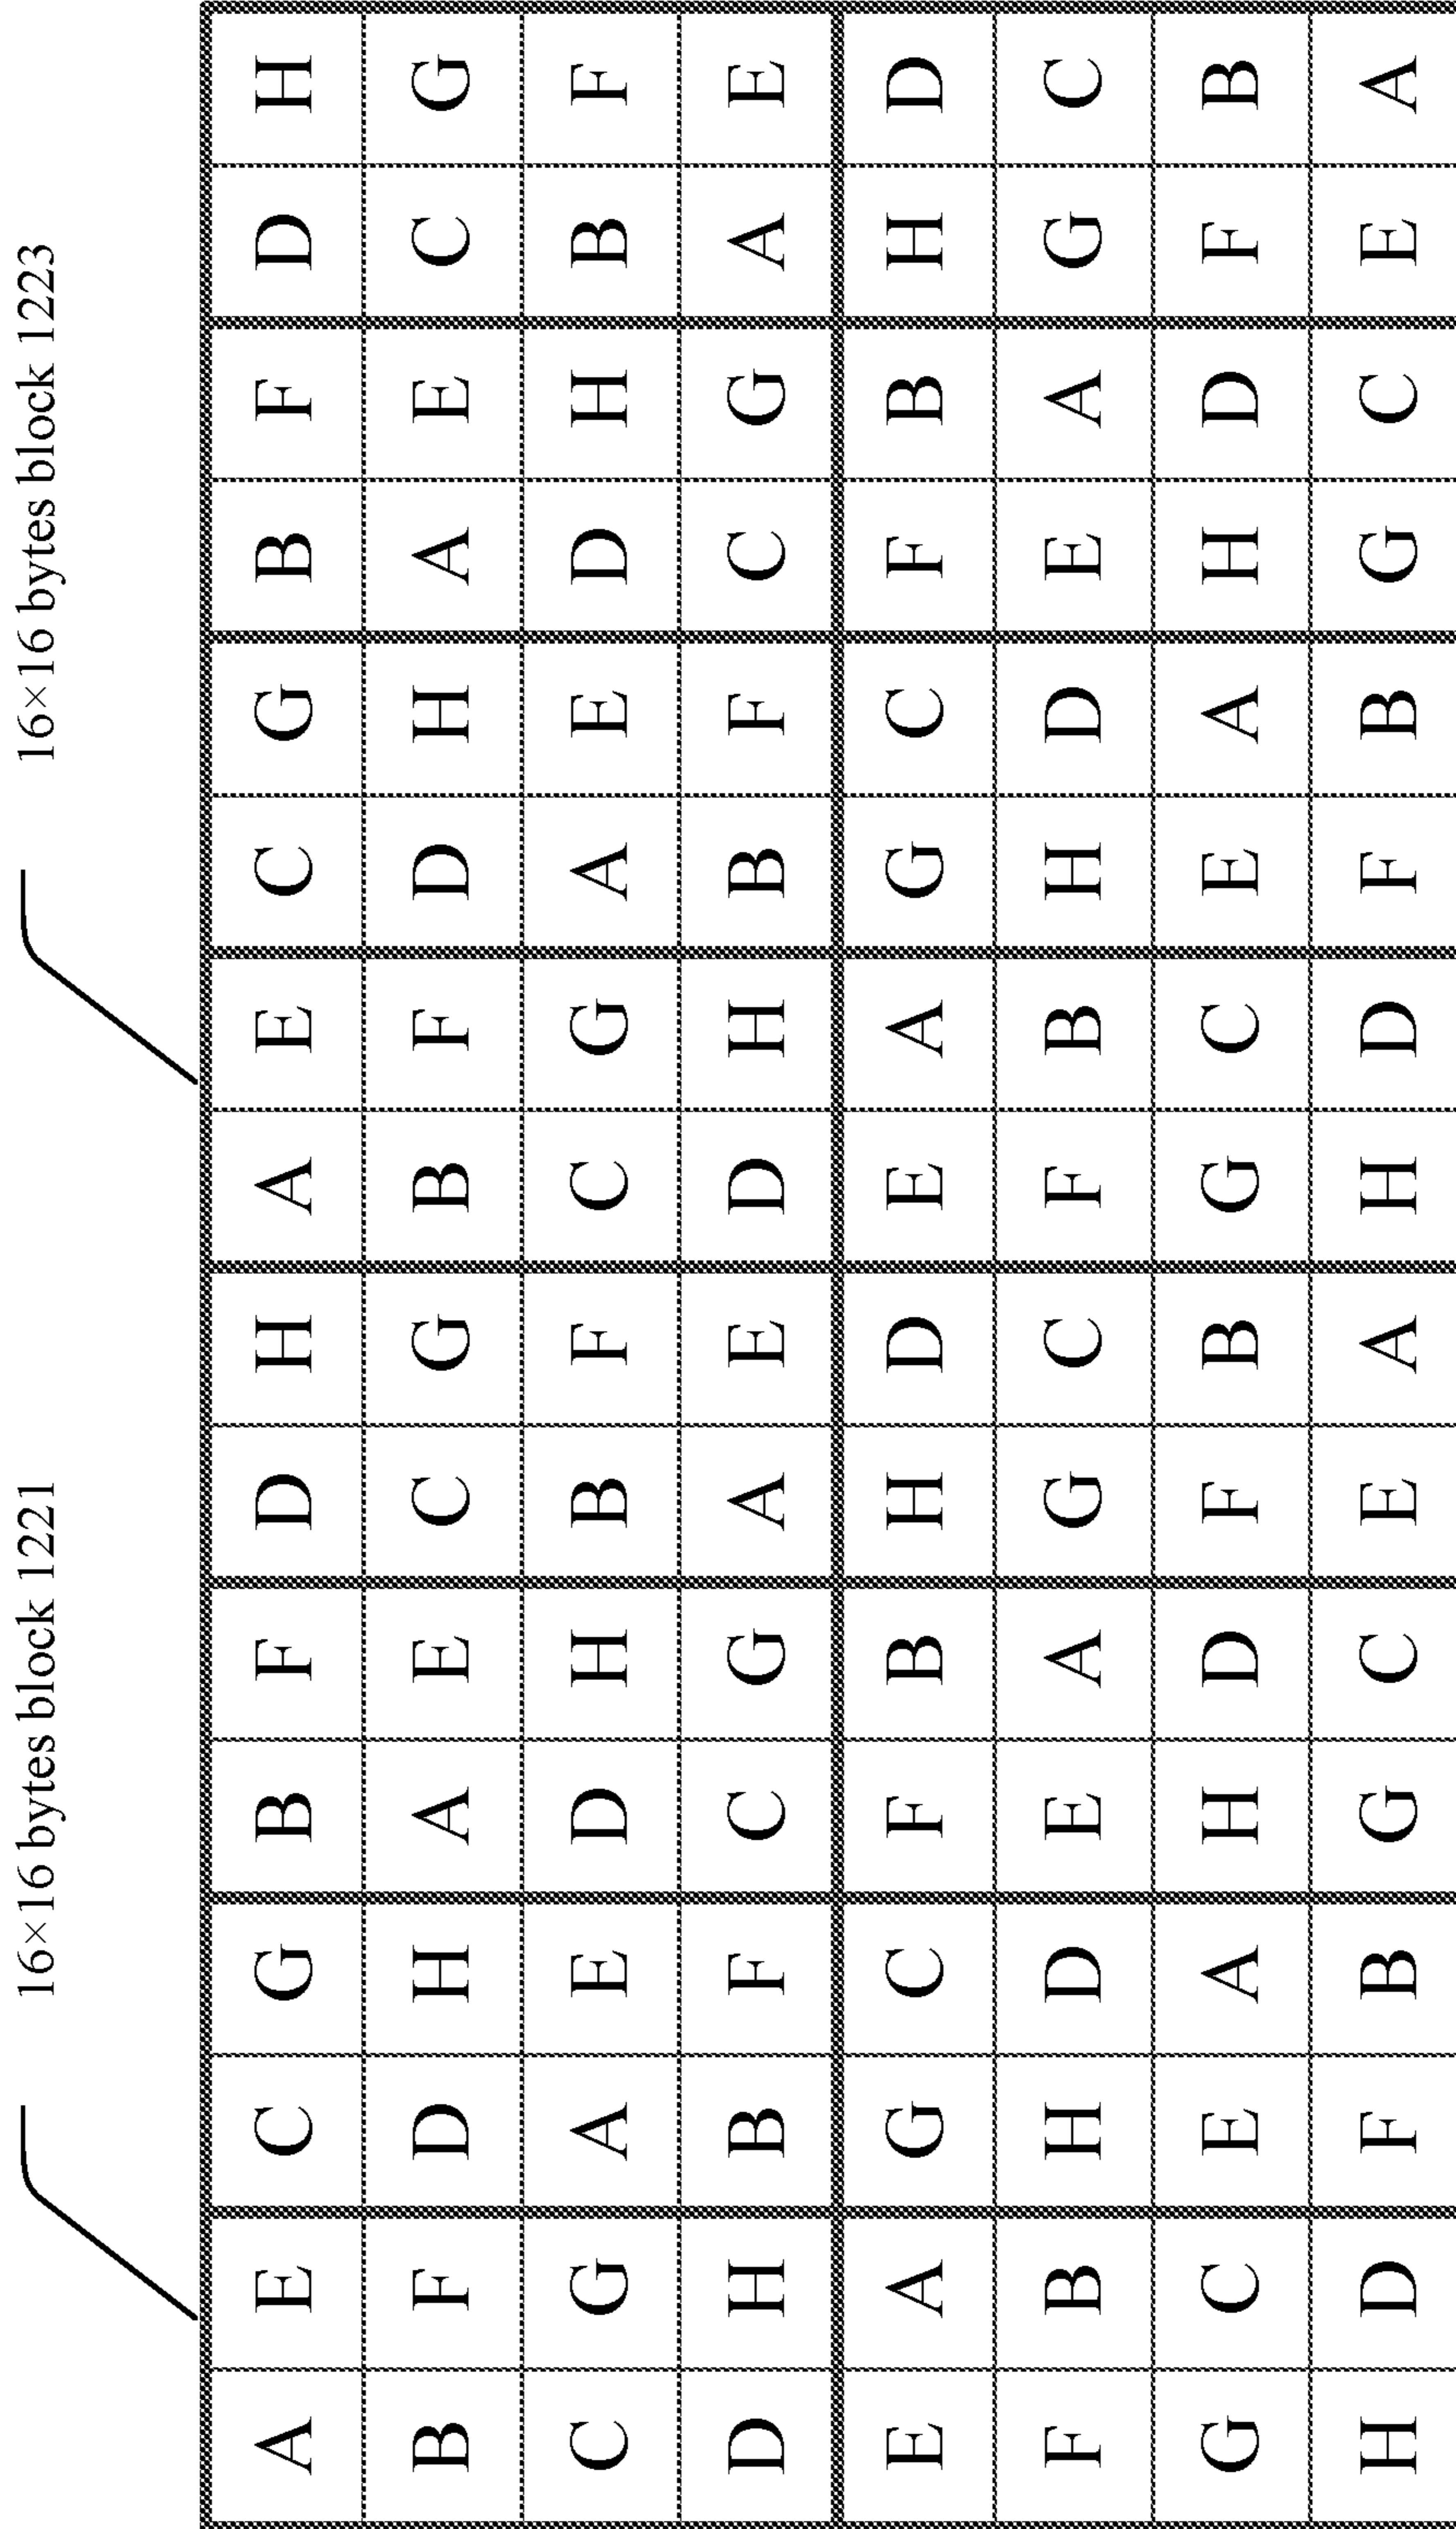 16×16 bytes block 1221 16×16 bytes block 1223
A E C G B F D H A E C G B F D H
B F D H A E C G B F D H A E C G
C G A E D H B F C G A E D H B F
D H B F C G A E D H B F C G A E
E A G C F B H D E A G C F B H D
F B H D E A G C F B H D E A G C
G C E A H D F B G C E A H D F B
H D F B G C E A H D F B G C E A